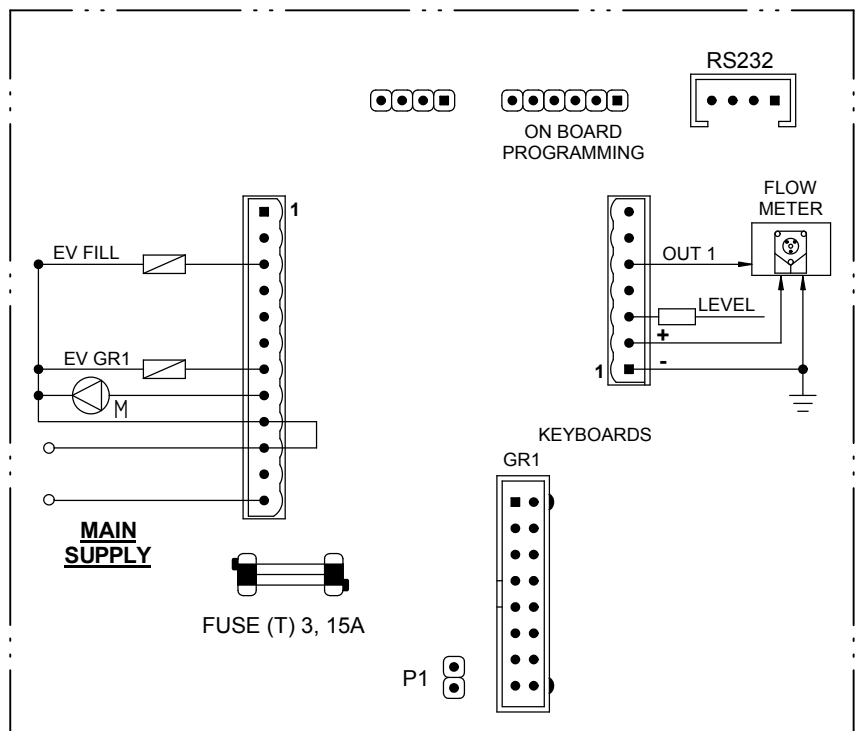 RS232
ON BOARD
PROGRAMMING
FLOW
METER
1
EV FILL
OUT 1
LEVEL
+
EV GR1
-
1
M
KEYBOARDS
GR1
MAIN
SUPPLY
FUSE (T) 3, 15A
P1